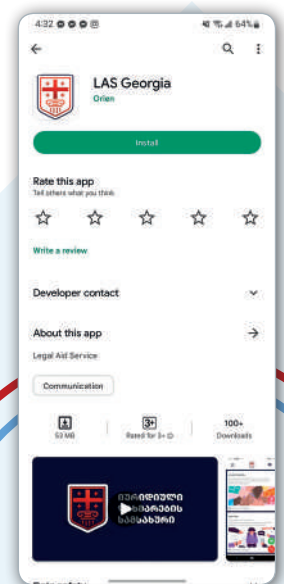 4:32
64%
LAS Georgia
Orien
Install
Rate this app
Tell others what you think
Write a review
Developer contact
About this app
Legal Aid Service
Communication
53 MB
3+
Rated for 3+
100+
Downloads
იურიდიული
დახმარების
სამსახური